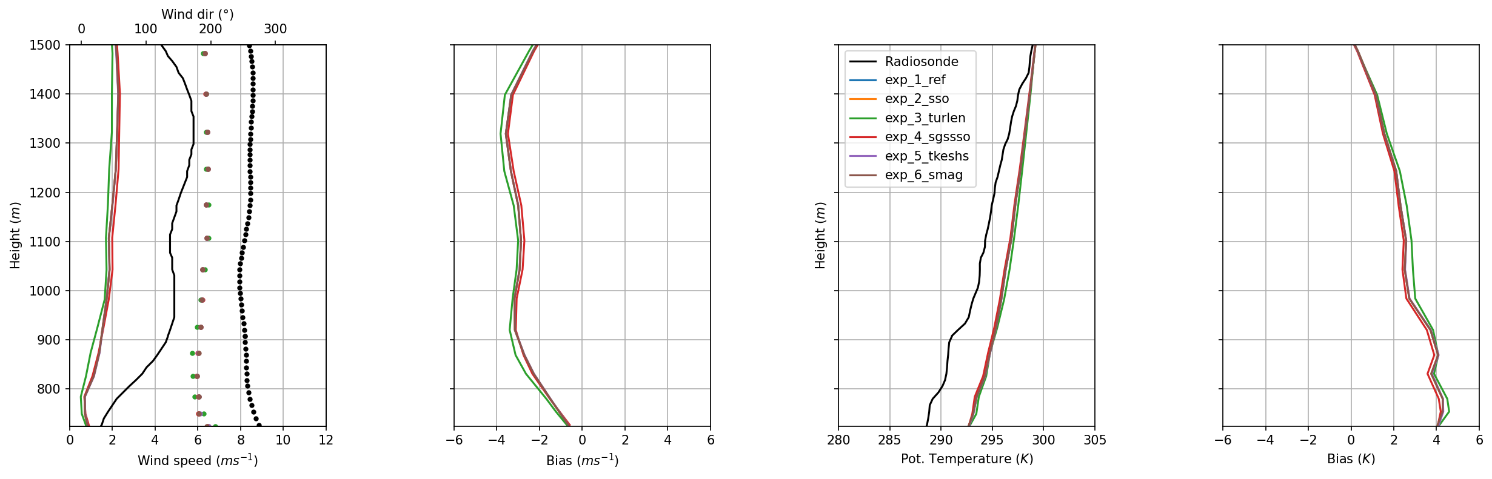 Wind dir (°)
0 100 200 300
1500
1400
1300
1200
1100
1000
900
800
Height (m)
0 2 4 6 8 10 12
Wind speed (ms⁻¹)
−6 −4 −2 0 2 4 6
Bias (ms⁻¹)
Radiosonde
exp_1_ref
exp_2_sso
exp_3_turlen
exp_4_sgssso
exp_5_tkeshs
exp_6_smag
Height (m)
280 285 290 295 300 305
Pot. Temperature (K)
−6 −4 −2 0 2 4 6
Bias (K)